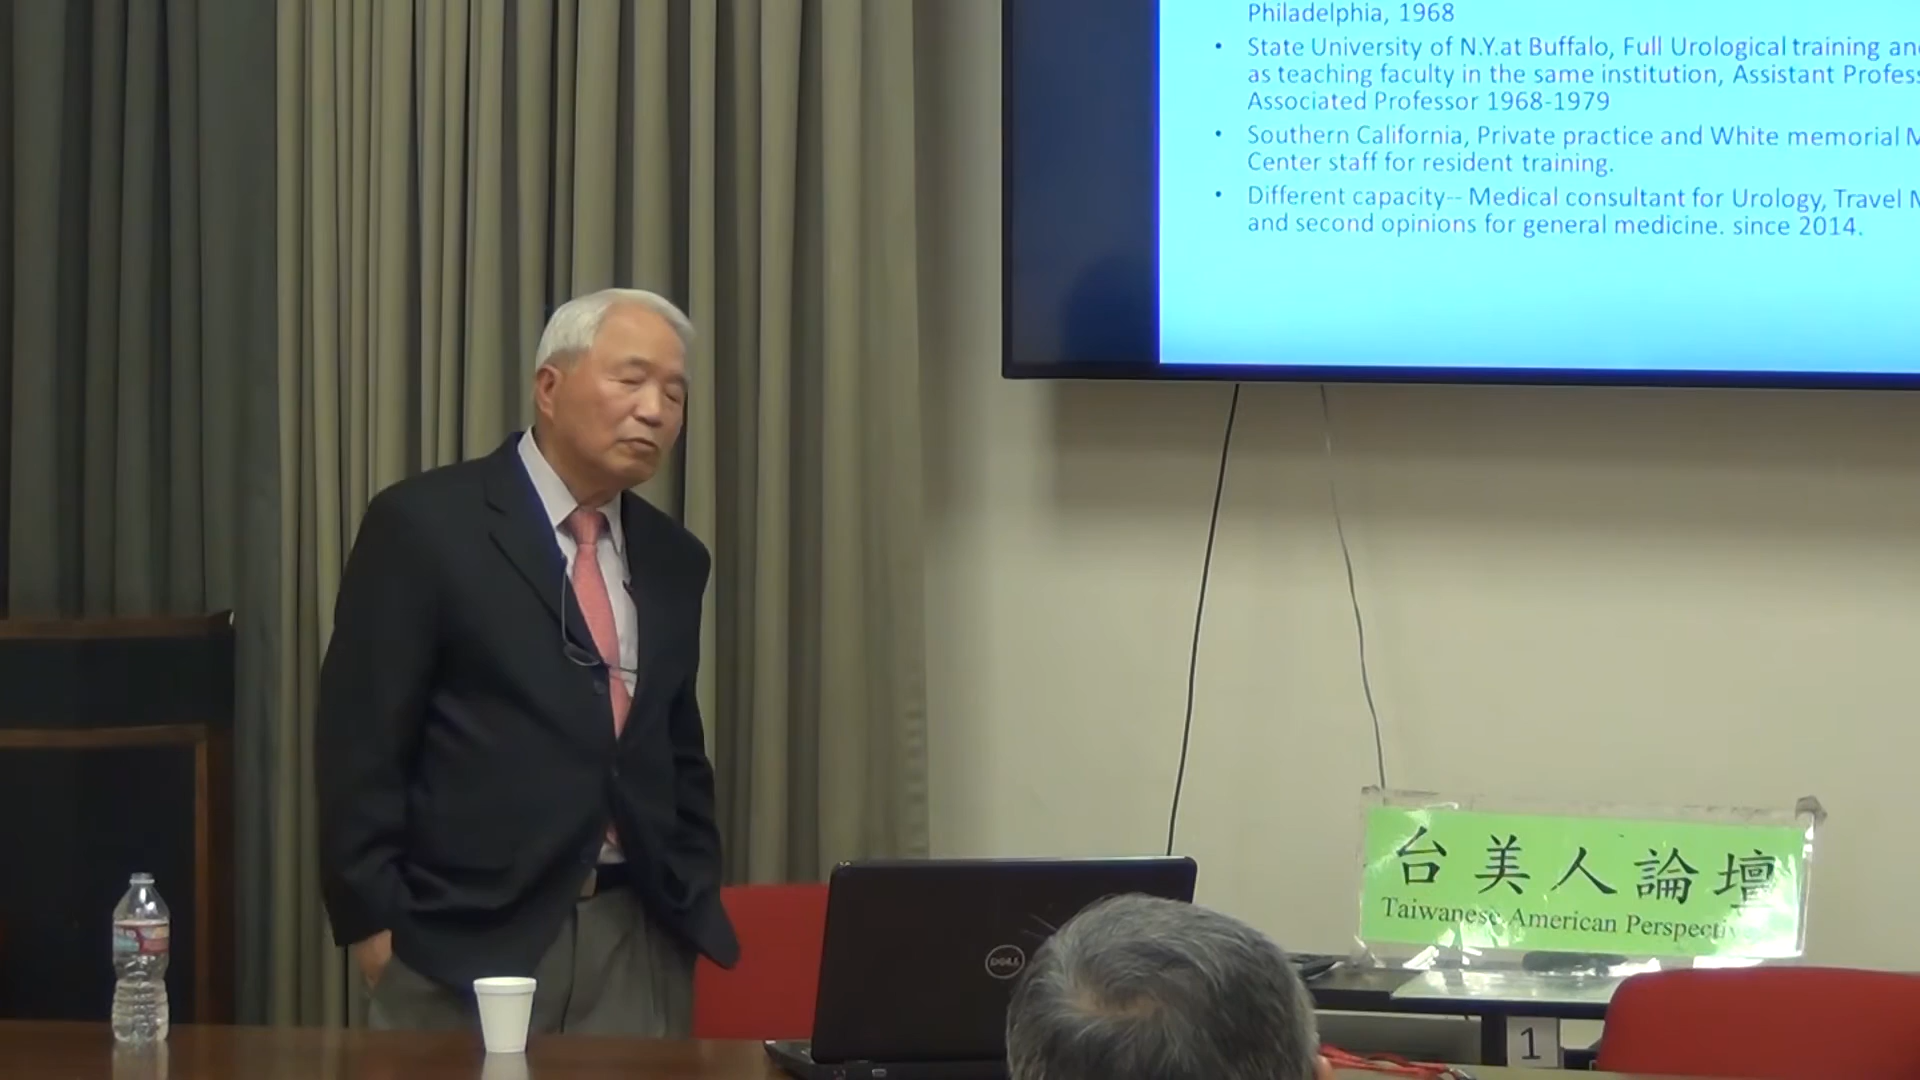 Philadelphia, 1968
• State University of N.Y.at Buffalo, Full Urological training
as teaching faculty in the same institution, Assistant
Associated Professor 1968-1979
• Southern California, Private practice and White memorial
Center staff for resident training.
• Different capacity-- Medical consultant for Urology, Travel
and second opinions for general medicine. since 2014.
台美人論壇
Taiwanese American
DELL
1